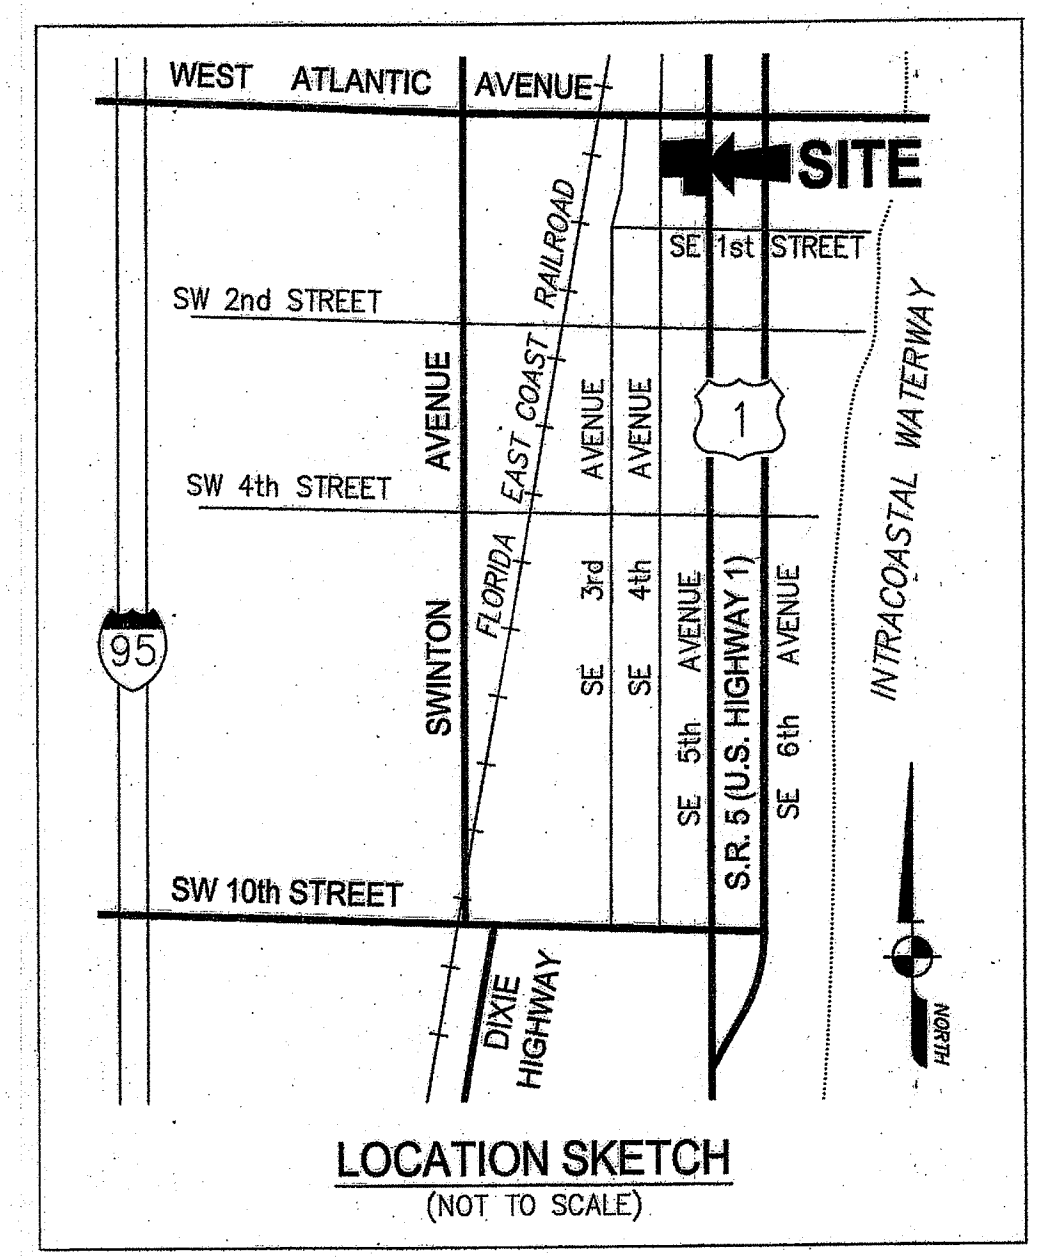 WEST ATLANTIC AVENUE
SITE
SE 1st STREET
RAILROAD
SW 2nd STREET
INTRACOASTAL WATERWAY
EAST COAST
AVENUE
AVENUE
AVENUE
1
SW 4th STREET
FLORIDA
SE 3rd
SE 4th
SE 5th AVENUE
S.R. 5 (U.S. HIGHWAY 1)
SE 6th AVENUE
95
SWINTON
SW 10th STREET
DIXIE
HIGHWAY
NORTH
LOCATION SKETCH
(NOT TO SCALE)